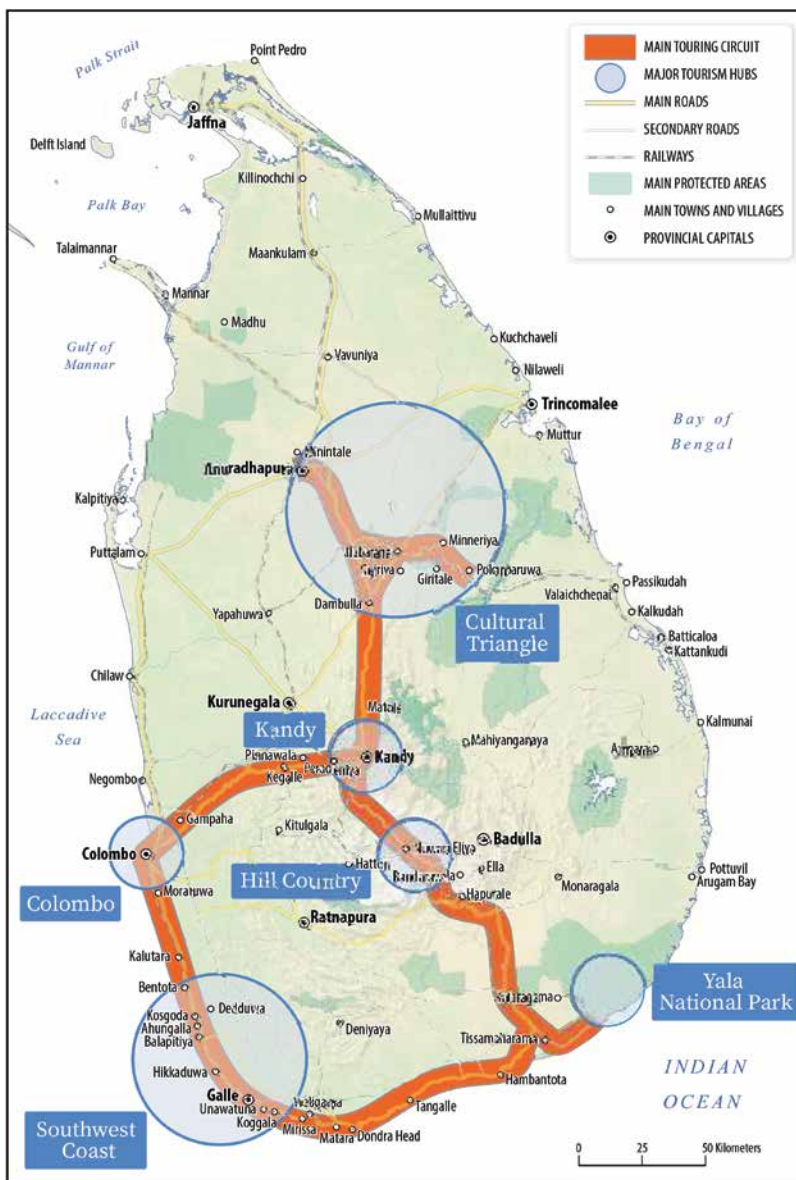 Palk Strait
Point Pedro
Jaffna
Delft Island
Killinochchi
Palk Bay
Mullaittivu
Talaimannar
Maankulam
Mannar
Madhu
Gulf of
Mannar
Kuchchaveli
Vavuniya
Nilaweli
Trincomalee
Muttur
Bay of
Bengal
MAIN TOURING CIRCUIT
MAJOR TOURISM HUBS
MAIN ROADS
SECONDARY ROADS
RAILWAYS
MAIN PROTECTED AREAS
MAIN TOWNS AND VILLAGES
PROVINCIAL CAPITALS
Anuradhapura
Kalpitiya
Puttalam
Minneriya
Giritale
Dambulla
Yapahuwa
Cultural
Triangle
Passikudah
Valaichchenai
Kalkudah
Batticaloa
Kattankudi
Chilaw
Kurunegala
Laccadive
Sea
Kandy
Kalmunai
Mahiyanganaya
Pinnawala
Kegalle
Kandy
Negombo
Gampaha
Kitulgala
Colombo
Badulla
Hatton
Ella
Hill Country
Monaragala
Pottuvil
Arugam Bay
Colombo
Moratuwa
Haputale
Ratnapura
Kalutara
Bentota
Yala
National Park
Dedduwa
Kosgoda
Ahungalla
Balapitiya
Deniyaya
Tissamaharama
Hikkaduwa
Hambantota
INDIAN
OCEAN
Galle
Unawatuna
Koggala
Mirissa
Matara
Dondra Head
Tangalle
Southwest
Coast
0 25 50 Kilometers